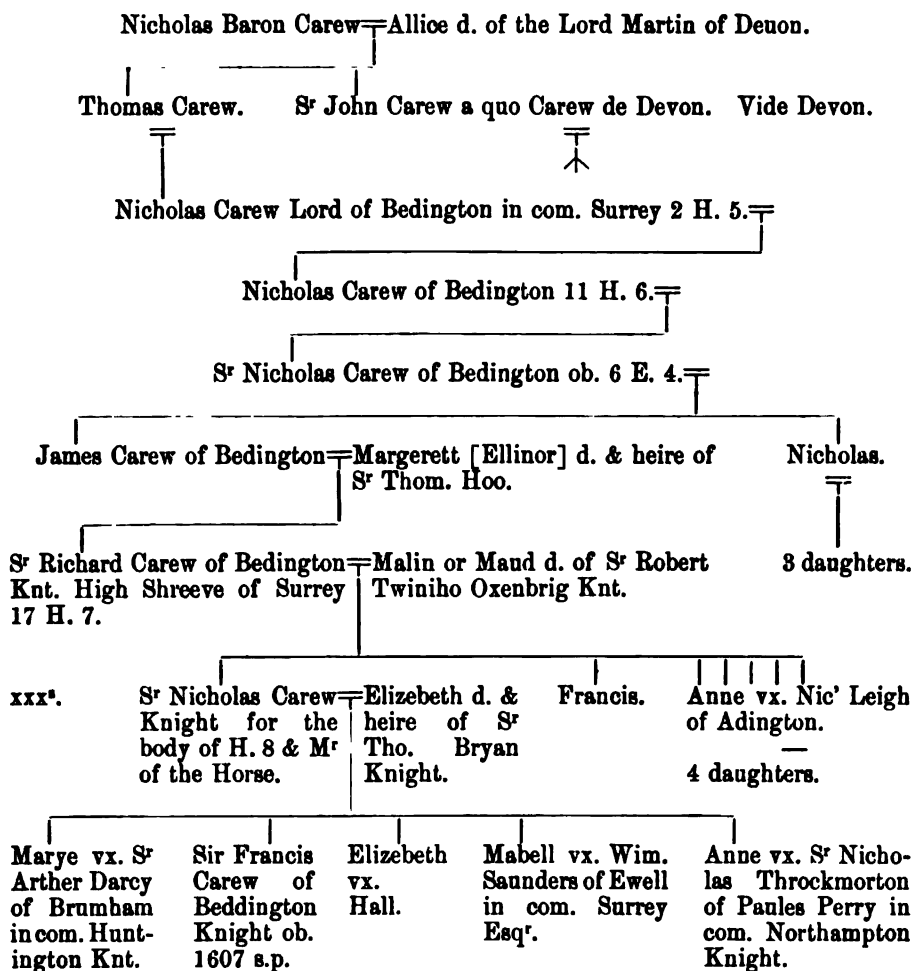 Nicholas Baron Carew=Allice d. of the Lord Martin of Deuon.
Thomas Carew. Sʳ John Carew a quo Carew de Devon. Vide Devon.
Nicholas Carew Lord of Bedington in com. Surrey 2 H. 5.=
Nicholas Carew of Bedington 11 H. 6.=
Sʳ Nicholas Carew of Bedington ob. 6 E. 4.=
James Carew of Bedington=Margerett [Ellinor] d. & heire of
Sʳ Thom. Hoo.
Nicholas.
Sʳ Richard Carew of Bedington
Knt. High Shreeve of Surrey
17 H. 7.
=Malin or Maud d. of Sʳ Robert
Twiniho Oxenbrig Knt.
3 daughters.
xxxˢ.
Sʳ Nicholas Carew
Knight for the
body of H. 8 & Mʳ
of the Horse.
=Elizebeth d. &
heire of Sʳ
Tho. Bryan
Knight.
Francis.
Anne vx. Nic' Leigh
of Adington.
—
4 daughters.
Marye vx. Sʳ
Arther Darcy
of Brumham
in com. Hunt-
ington Knt.
Sir Francis
Carew of
Beddington
Knight ob.
1607 s.p.
Elizebeth
vx.
Hall.
Mabell vx. Wim.
Saunders of Ewell
in com. Surrey
Esqʳ.
Anne vx. Sʳ Nicho-
las Throckmorton
of Paules Perry in
com. Northampton
Knight.